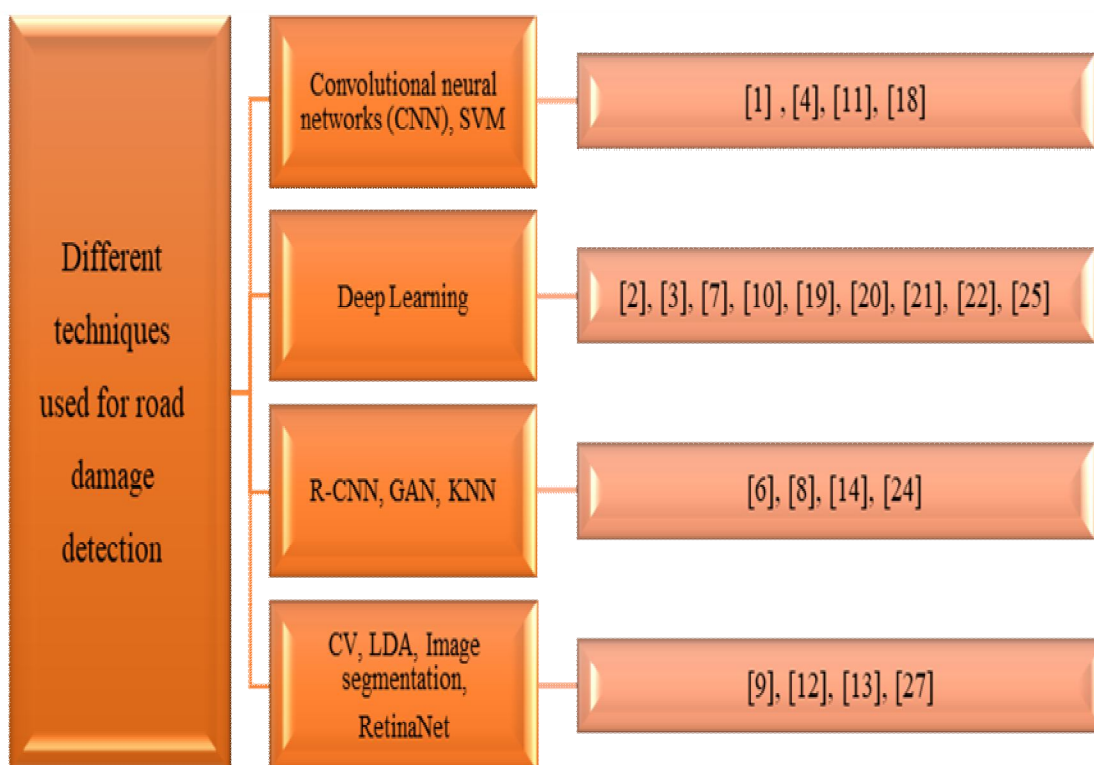 Different
techniques
used for road
damage
detection
Convolutional neural
networks (CNN), SVM
[1] , [4], [11], [18]
Deep Learning
[2], [3], [7], [10], [19], [20], [21], [22], [25]
R-CNN, GAN, KNN
[6], [8], [14], [24]
CV, LDA, Image
segmentation,
RetinaNet
[9], [12], [13], [27]